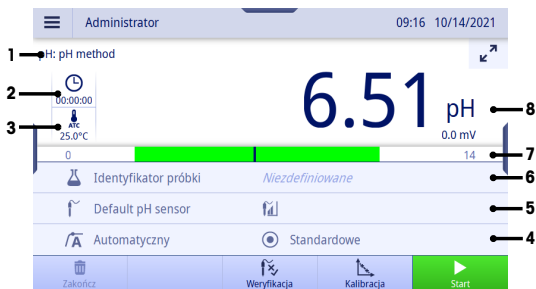 Administrator 09:16 10/14/2021
1 pH: pH method
2 00:00:00
3 ATC
25.0°C
6.51 pH 8
0.0 mV
0 14 7
Identyfikator próbki Niezdefiniowane 6
Default pH sensor 5
A Automatyczny Standardowe 4
Zakończ Weryfikacja Kalibracja Start